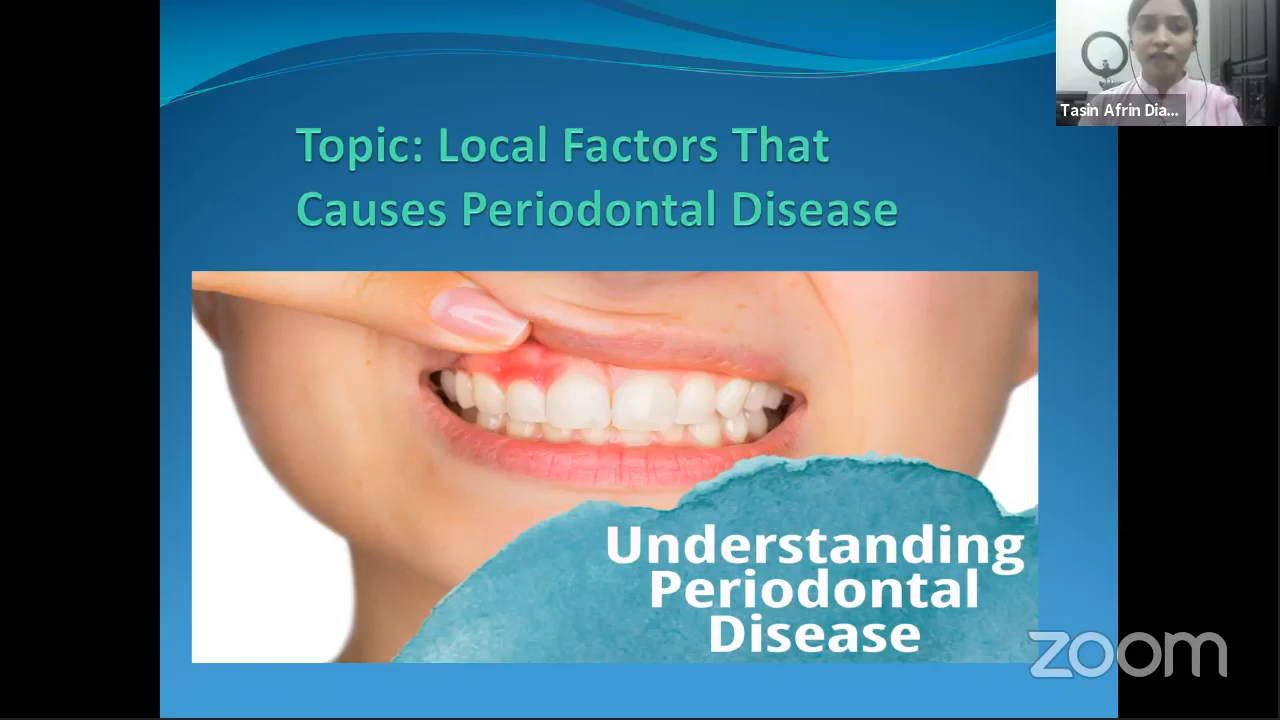 Topic: Local Factors That
Causes Periodontal Disease
Tasin Afrin Dia...
Understanding
Periodontal
Disease
zoom